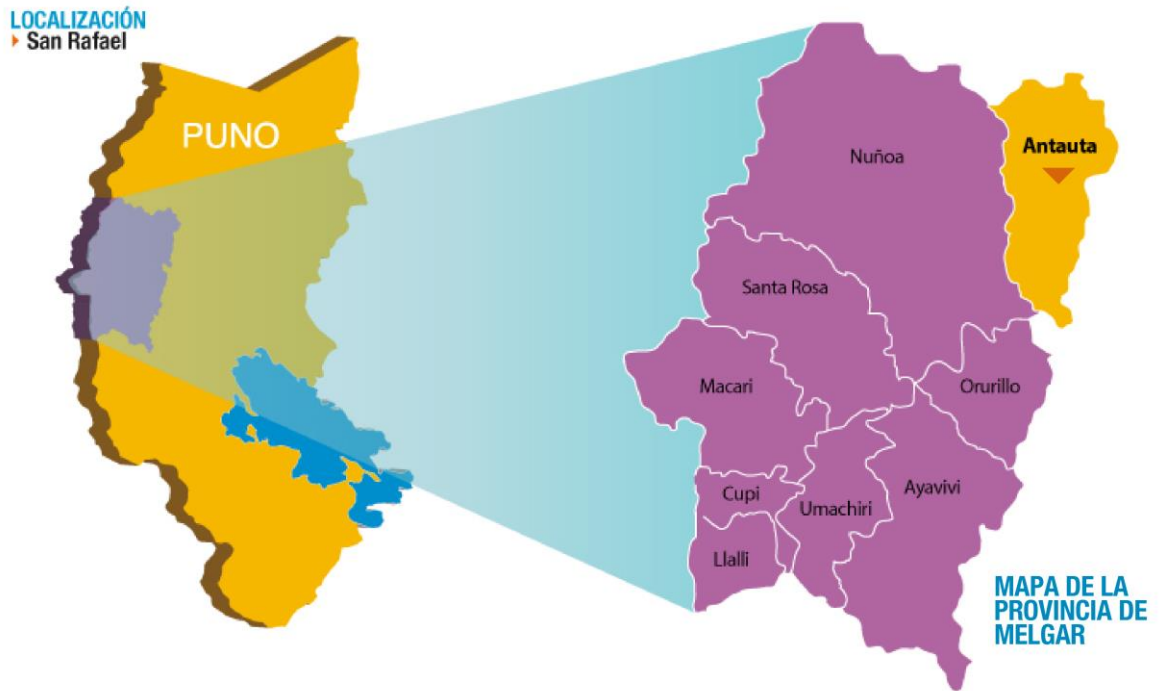 LOCALIZACIÓN
San Rafael
PUNO
Nuñoa
Antauta
Santa Rosa
Macari
Orurillo
Cupi
Umachiri
Ayavivi
Llalli
MAPA DE LA
PROVINCIA DE
MELGAR